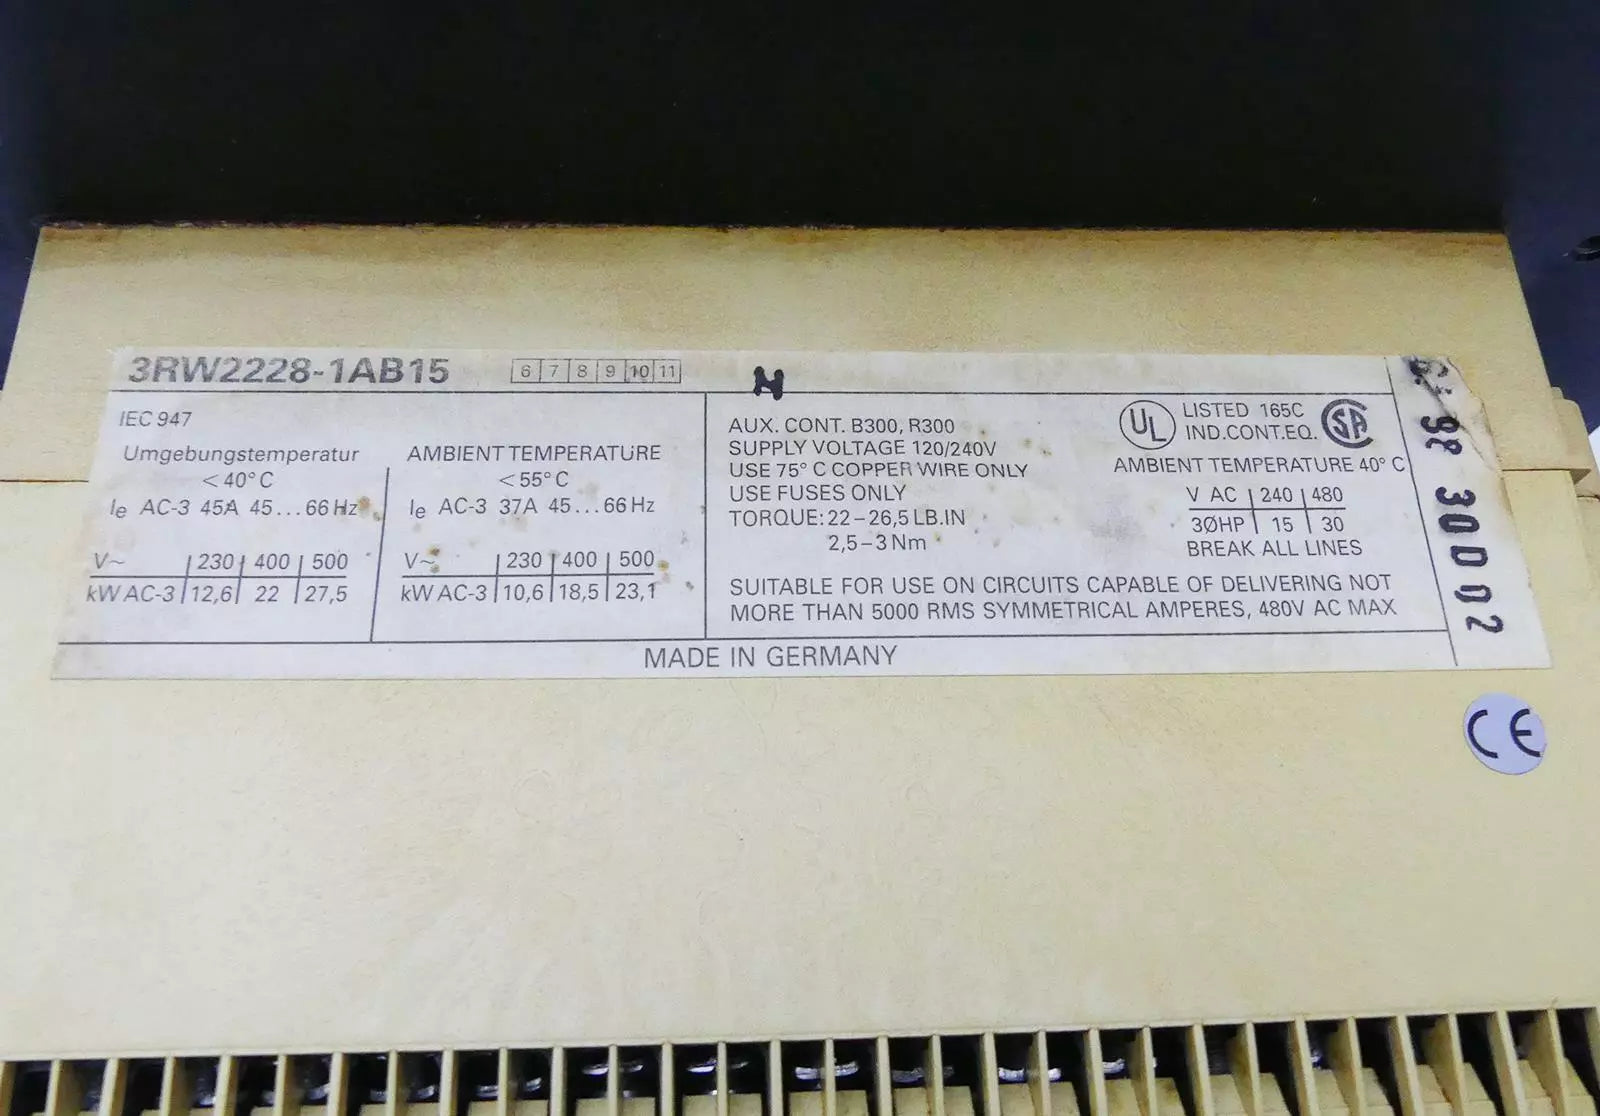 3RW2228-1AB15 6 7 8 9 10 11
IEC 947
Umgebungstemperatur
<40°C
Ie AC-3 45A 45...66 Hz
V~ 230 400 500
kW AC-3 12,6 22 27,5
AMBIENT TEMPERATURE
<55°C
Ie AC-3 37A 45...66 Hz
V~ 230 400 500
kW AC-3 10,6 18,5 23,1
AUX. CONT. B300, R300
SUPPLY VOLTAGE 120/240V
USE 75° C COPPER WIRE ONLY
USE FUSES ONLY
TORQUE: 22-26,5 LB.IN
2,5-3 Nm
UL LISTED 165C
IND.CONT.EQ. SA
AMBIENT TEMPERATURE 40° C
V AC 240 480
3ØHP 15 30
BREAK ALL LINES
SUITABLE FOR USE ON CIRCUITS CAPABLE OF DELIVERING NOT
MORE THAN 5000 RMS SYMMETRICAL AMPERES, 480V AC MAX
MADE IN GERMANY
CE